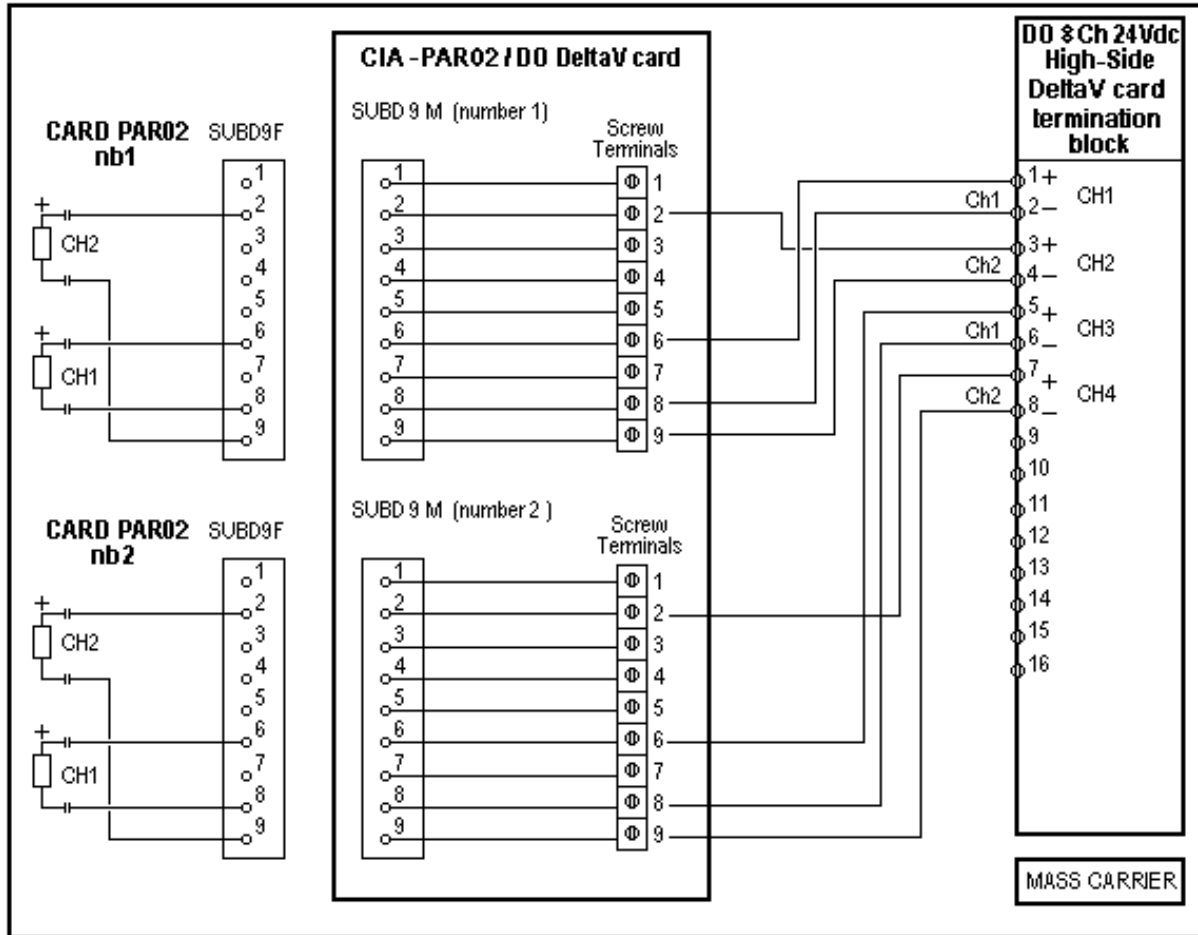 CIA-PAR02 / DO DeltaV card
DO 8 Ch 24Vdc
High-Side
DeltaV card
termination
block
CARD PAR02
nb1
SUBD9F
1
2
3
4
5
6
7
8
9
+
CH2
+
CH1
SUBD 9 M (number 1)
Screw
Terminals
1
2
3
4
5
6
7
8
9
1
2
3
4
5
6
7
8
9
CARD PAR02
nb2
SUBD9F
1
2
3
4
5
6
7
8
9
+
CH2
+
CH1
SUBD 9 M (number 2 )
Screw
Terminals
1
2
3
4
5
6
7
8
9
1
2
3
4
5
6
7
8
9
1 +
Ch1 2 – CH1
3 +
Ch2 4 – CH2
5 +
Ch1 6 – CH3
7 +
Ch2 8 – CH4
9
10
11
12
13
14
15
16
MASS CARRIER